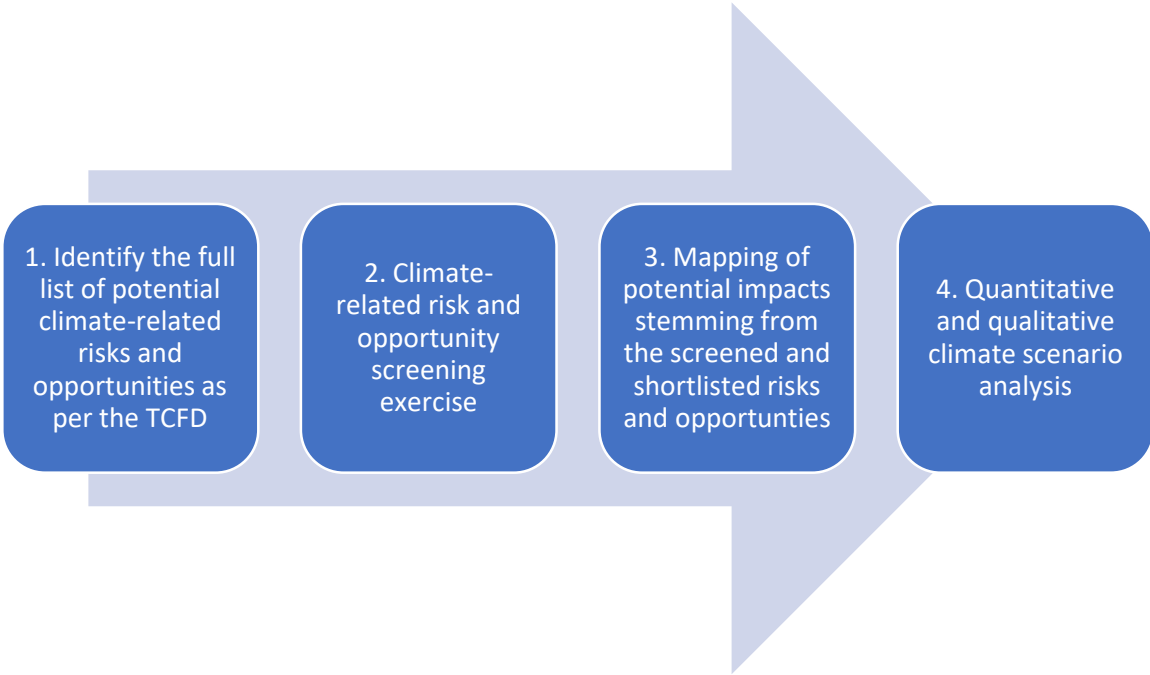 1. Identify the full
list of potential
climate-related
risks and
opportunities as
per the TCFD
2. Climate-
related risk and
opportunity
screening
exercise
3. Mapping of
potential impacts
stemming from
the screened and
shortlisted risks
and opportunties
4. Quantitative
and qualitative
climate scenario
analysis